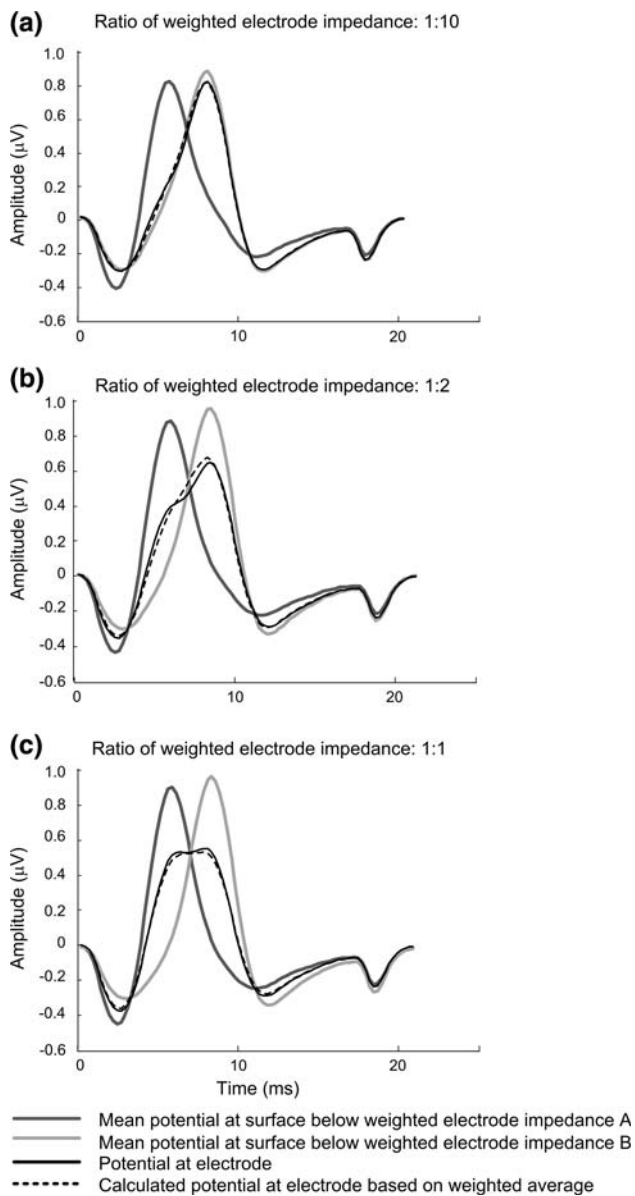 (a) Ratio of weighted electrode impedance: 1:10
1.0
0.8
0.6
0.4
0.2
0
-0.2
-0.4
-0.6
Amplitude (µV)
0 10 20
(b) Ratio of weighted electrode impedance: 1:2
1.0
0.8
0.6
0.4
0.2
0
-0.2
-0.4
-0.6
Amplitude (µV)
0 10 20
(c) Ratio of weighted electrode impedance: 1:1
1.0
0.8
0.6
0.4
0.2
0
-0.2
-0.4
-0.6
Amplitude (µV)
0 10 20
Time (ms)
Mean potential at surface below weighted electrode impedance A
Mean potential at surface below weighted electrode impedance B
Potential at electrode
Calculated potential at electrode based on weighted average